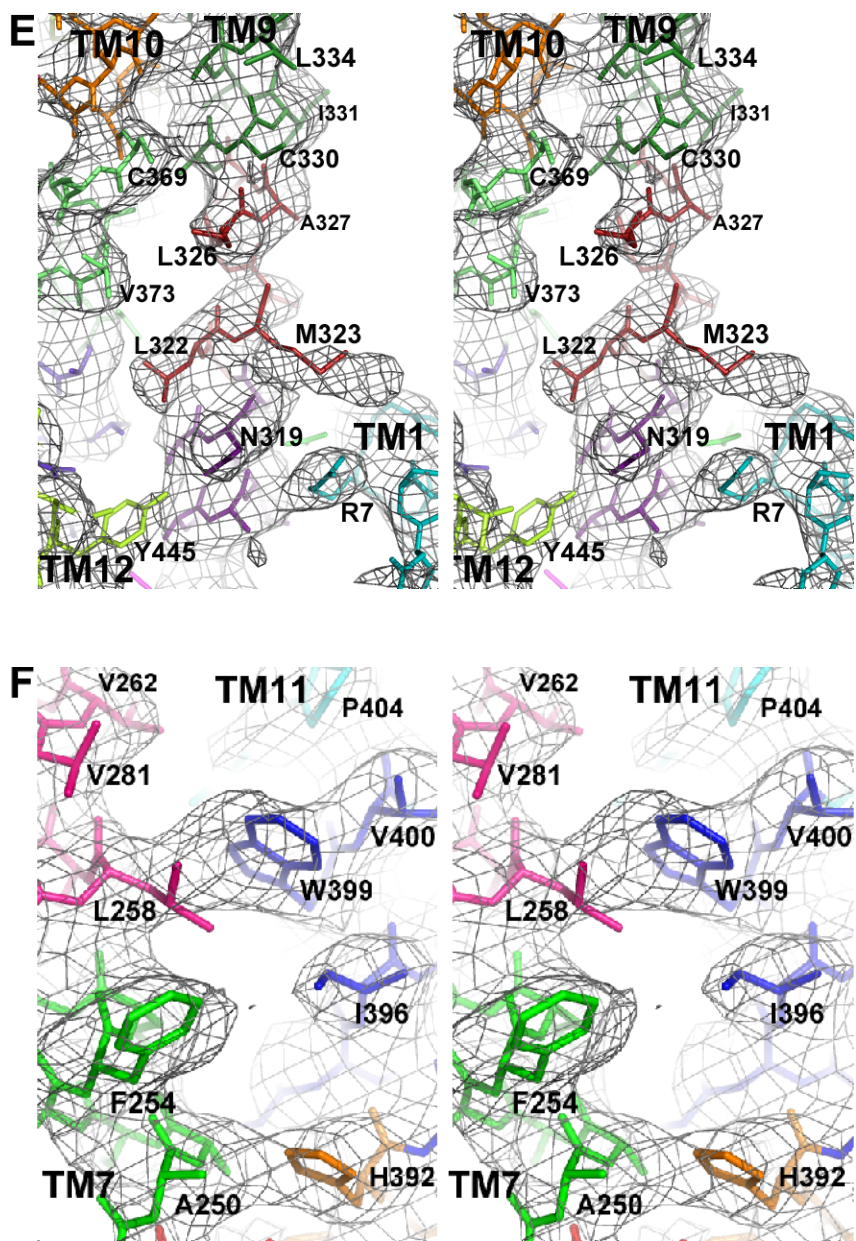 E
TM10 TM9 L334 TM10 TM9 L334
I331 I331
C330 C330
C369 C369
A327 A327
L326 L326
V373 V373
L322 M323 L322 M323
N319 TM1 N319 TM1
R7 R7
Y445 Y445
TM12 TM12
F
V262 TM11 V262 TM11
P404 P404
V281 V281
V400 V400
W399 W399
L258 L258
I396 I396
F254 F254
TM7 H392 TM7 H392
A250 A250